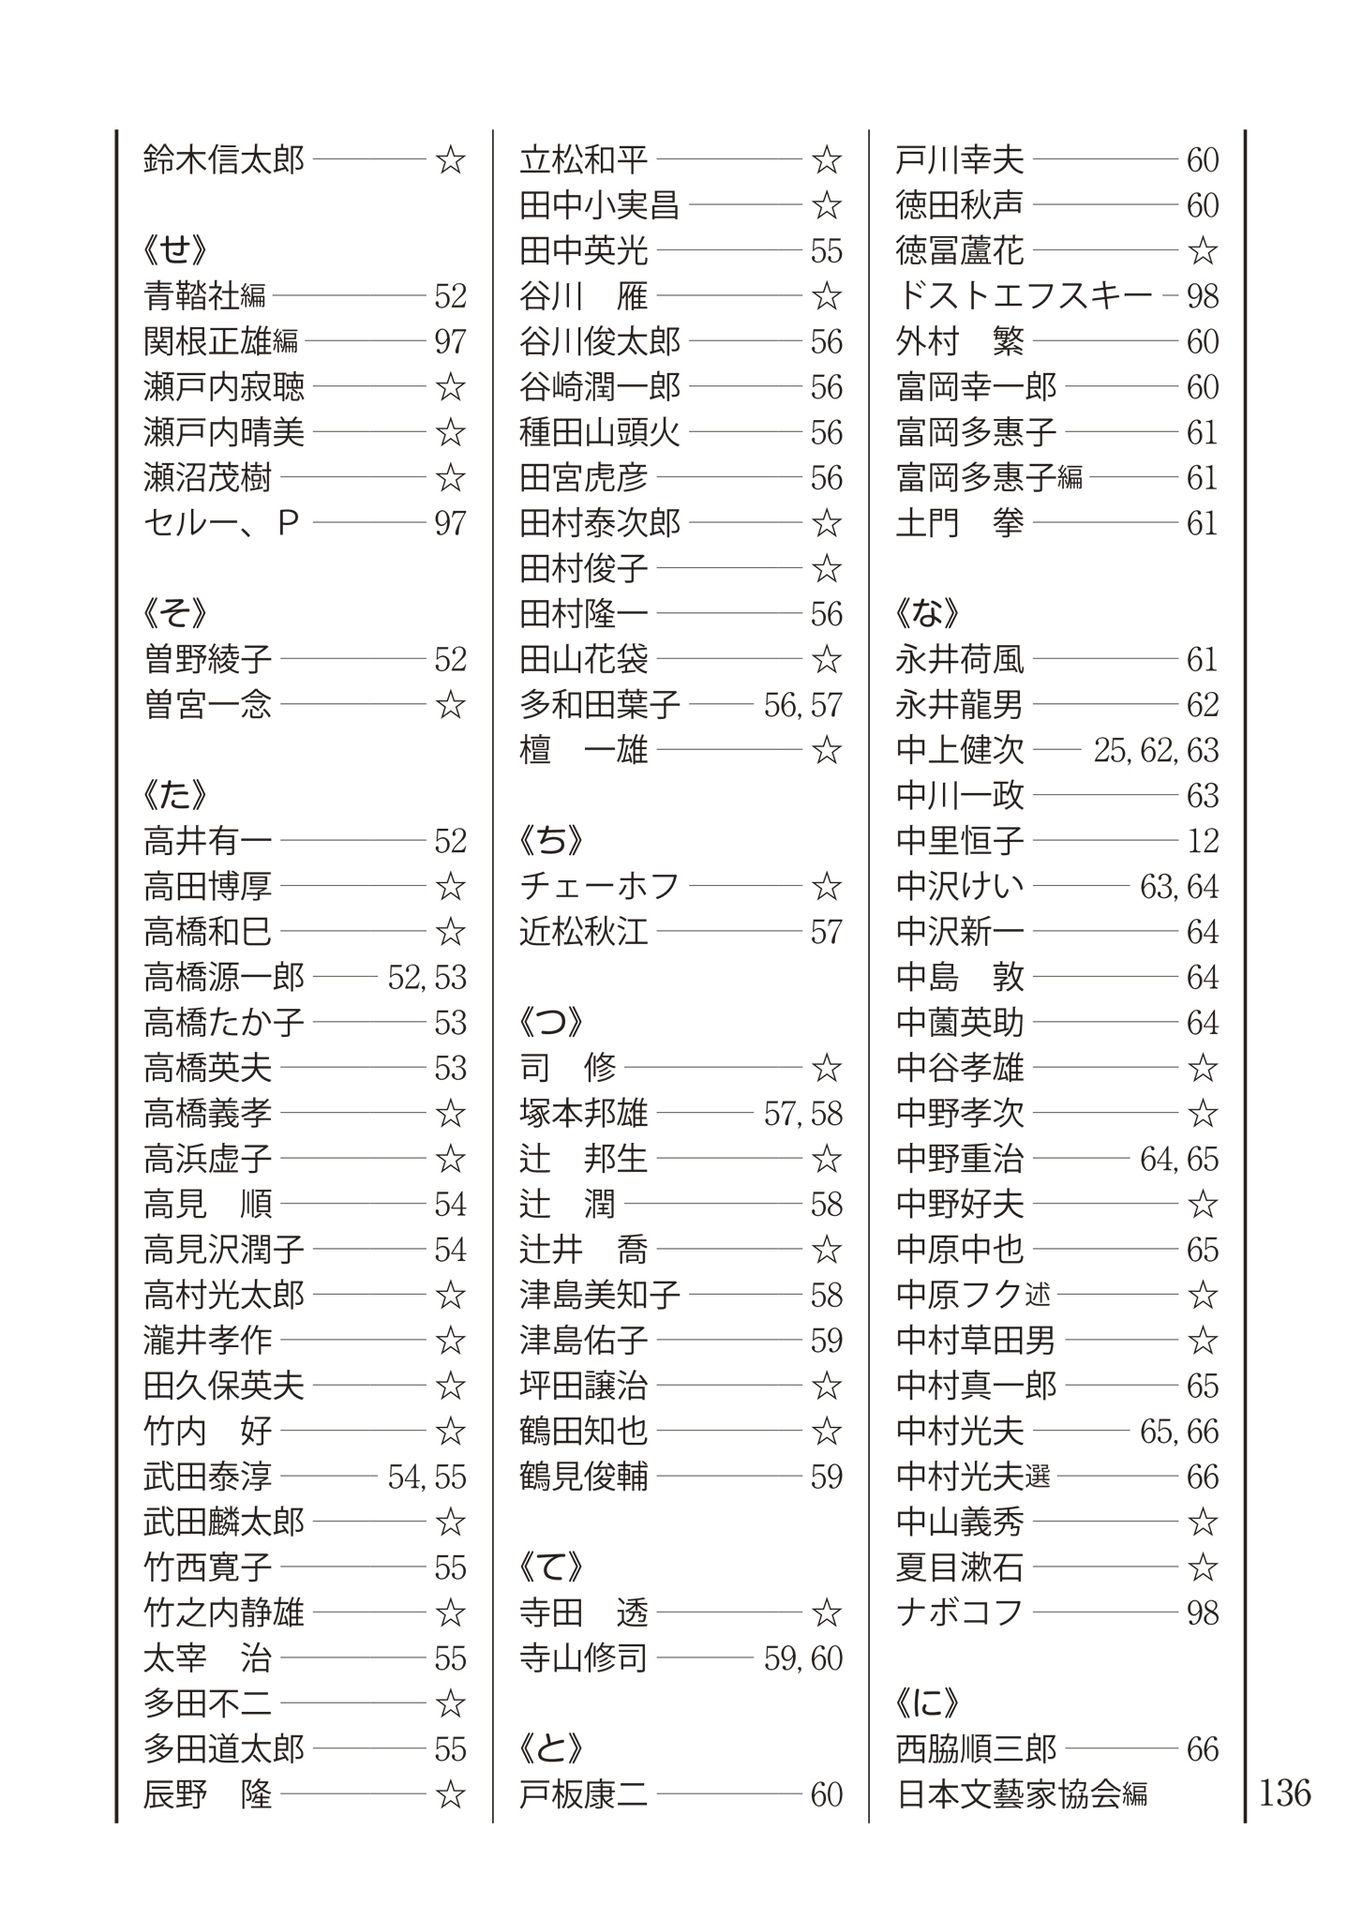 鈴木信太郎 ――― ☆
《せ》
青鞜社編 ――― 52
関根正雄編 ――― 97
瀬戸内寂聴 ――― ☆
瀬戸内晴美 ――― ☆
瀬沼茂樹 ――― ☆
セルー、P ――― 97
《そ》
曽野綾子 ――― 52
曽宮一念 ――― ☆
《た》
高井有一 ――― 52
高田博厚 ――― ☆
高橋和巳 ――― ☆
高橋源一郎 ――― 52, 53
高橋たか子 ――― 53
高橋英夫 ――― 53
高橋義孝 ――― ☆
高浜虚子 ――― ☆
高見　順 ――― 54
高見沢潤子 ――― 54
高村光太郎 ――― ☆
瀧井孝作 ――― ☆
田久保英夫 ――― ☆
竹内　好 ――― ☆
武田泰淳 ――― 54, 55
武田麟太郎 ――― ☆
竹西寛子 ――― 55
竹之内静雄 ――― ☆
太宰　治 ――― 55
多田不二 ――― ☆
多田道太郎 ――― 55
辰野　隆 ――― ☆
立松和平 ――― ☆
田中小実昌 ――― ☆
田中英光 ――― 55
谷川　雁 ――― ☆
谷川俊太郎 ――― 56
谷崎潤一郎 ――― 56
種田山頭火 ――― 56
田宮虎彦 ――― 56
田村泰次郎 ――― ☆
田村俊子 ――― ☆
田村隆一 ――― 56
田山花袋 ――― ☆
多和田葉子 ――― 56, 57
檀　一雄 ――― ☆
《ち》
チェーホフ ――― ☆
近松秋江 ――― 57
《つ》
司　修 ――― ☆
塚本邦雄 ――― 57, 58
辻　邦生 ――― ☆
辻　潤 ――― 58
辻井　喬 ――― ☆
津島美知子 ――― 58
津島佑子 ――― 59
坪田譲治 ――― ☆
鶴田知也 ――― ☆
鶴見俊輔 ――― 59
《て》
寺田　透 ――― ☆
寺山修司 ――― 59, 60
《と》
戸板康二 ――― 60
戸川幸夫 ――― 60
徳田秋声 ――― 60
徳冨蘆花 ――― ☆
ドストエフスキー ― 98
外村　繁 ――― 60
富岡幸一郎 ――― 60
富岡多惠子 ――― 61
富岡多惠子編 ――― 61
土門　拳 ――― 61
《な》
永井荷風 ――― 61
永井龍男 ――― 62
中上健次 ――― 25, 62, 63
中川一政 ――― 63
中里恒子 ――― 12
中沢けい ――― 63, 64
中沢新一 ――― 64
中島　敦 ――― 64
中薗英助 ――― 64
中谷孝雄 ――― ☆
中野孝次 ――― ☆
中野重治 ――― 64, 65
中野好夫 ――― ☆
中原中也 ――― 65
中原フク述 ――― ☆
中村草田男 ――― ☆
中村真一郎 ――― 65
中村光夫 ――― 65, 66
中村光夫選 ――― 66
中山義秀 ――― ☆
夏目漱石 ――― ☆
ナボコフ ――― 98
《に》
西脇順三郎 ――― 66
日本文藝家協会編
136